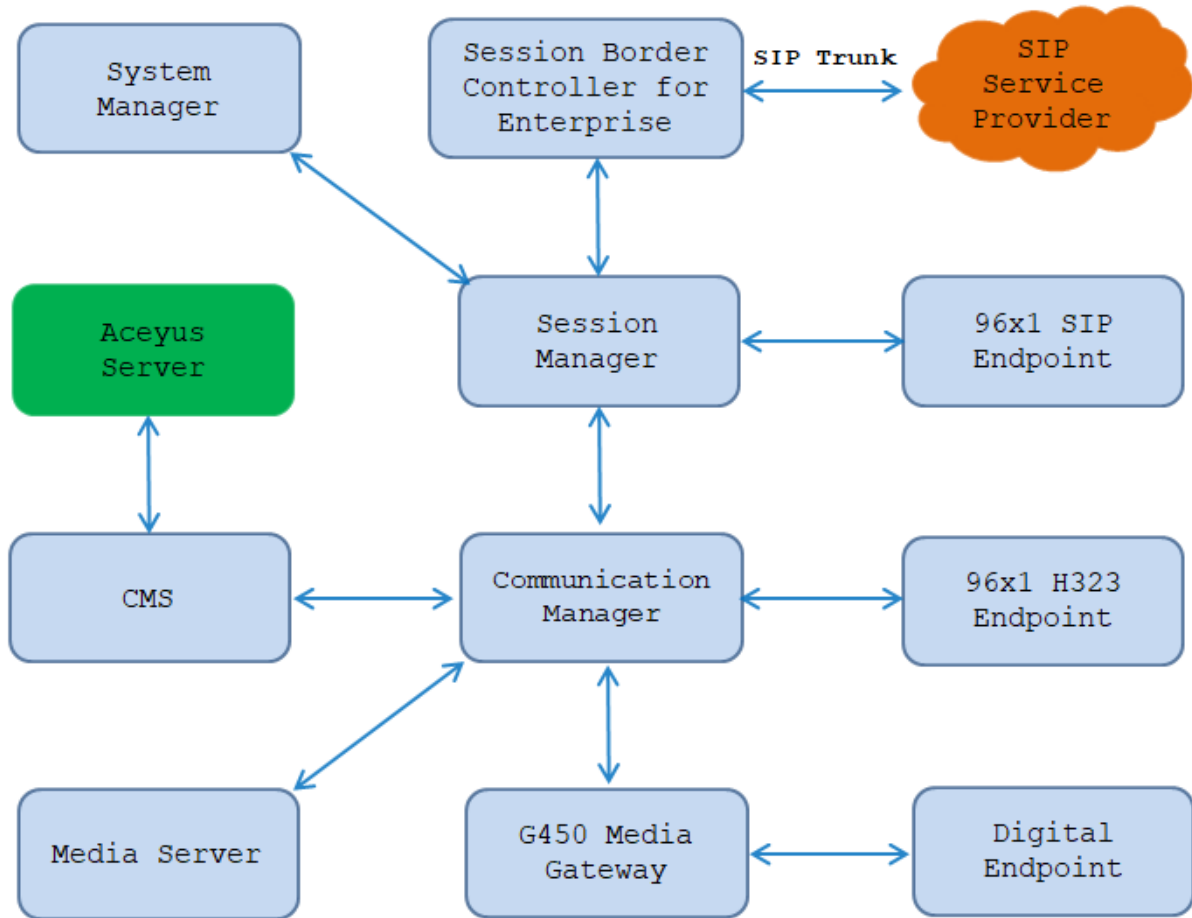 System
Manager
Session Border
Controller for
Enterprise
SIP Trunk
SIP
Service
Provider
Aceyus
Server
Session
Manager
96x1 SIP
Endpoint
CMS
Communication
Manager
96x1 H323
Endpoint
Media Server
G450 Media
Gateway
Digital
Endpoint